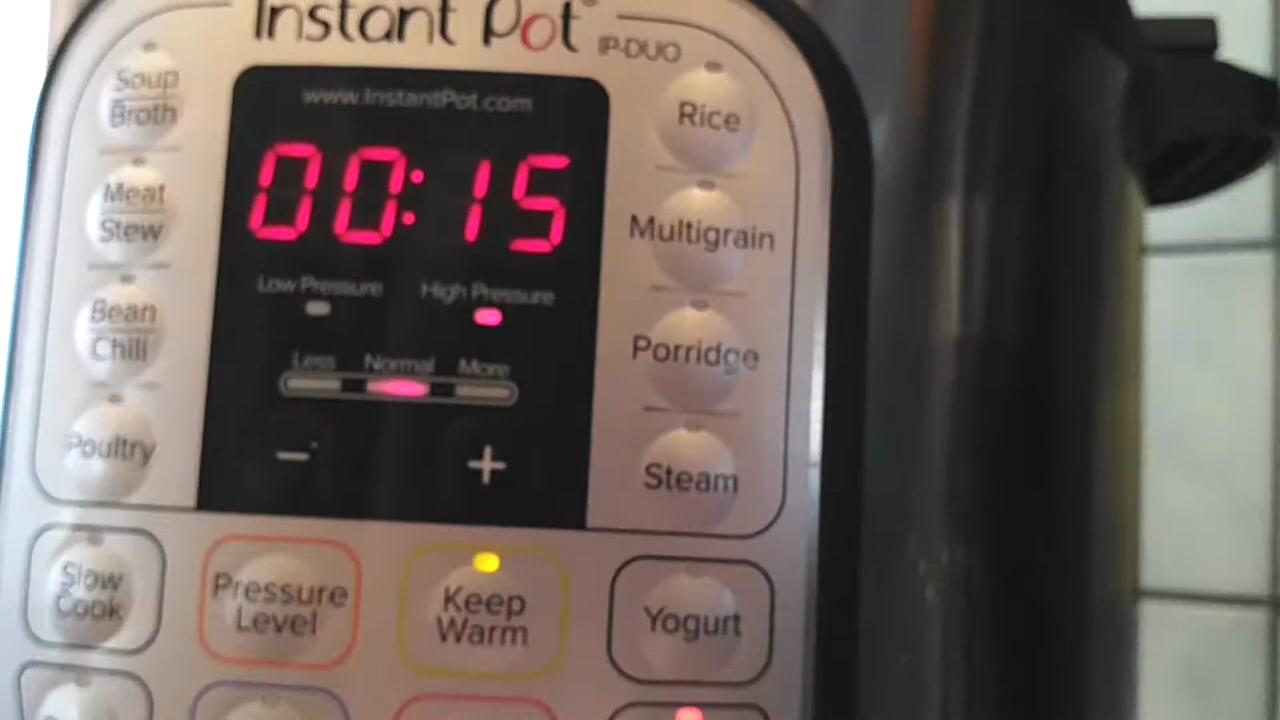 Instant Pot
IP-DUO
www.InstantPot.com
00:15
Low Pressure
High Pressure
Less
Normal
More
−
+
Soup
Broth
Meat
Stew
Bean
Chili
Poultry
Rice
Multigrain
Porridge
Steam
Slow
Cook
Pressure
Level
Keep
Warm
Yogurt